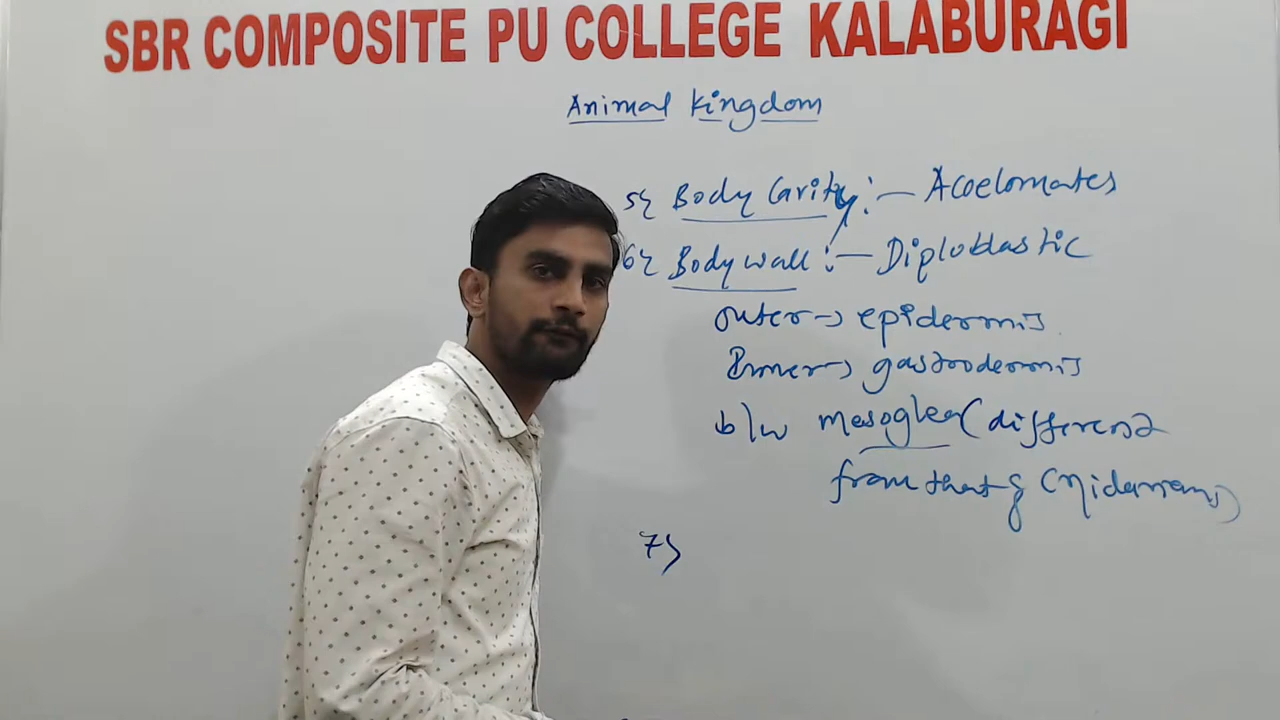 SBR COMPOSITE PU COLLEGE KALABURAGI
Animal kingdom
5) Body Cavity :- Acoelomates
6) Body wall :- Diploblastic
outer → epidermis
Inner → gastrodermis
b/w mesoglea (different
from that of Cnidarians)
7)